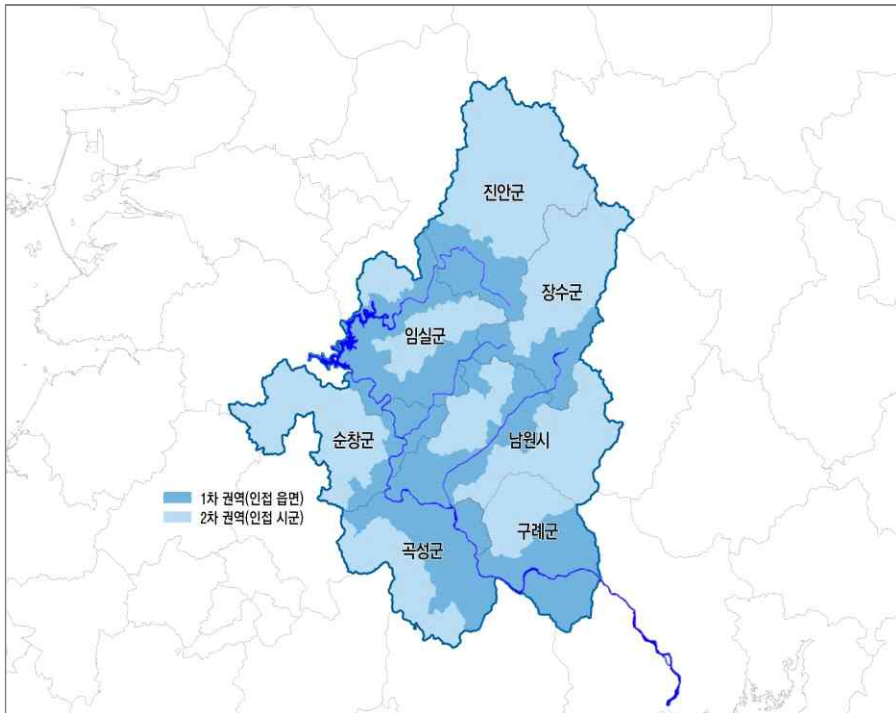 진안군
장수군
임실군
순창군
남원시
1차 권역(인접 읍면)
2차 권역(인접 시군)
구례군
곡성군